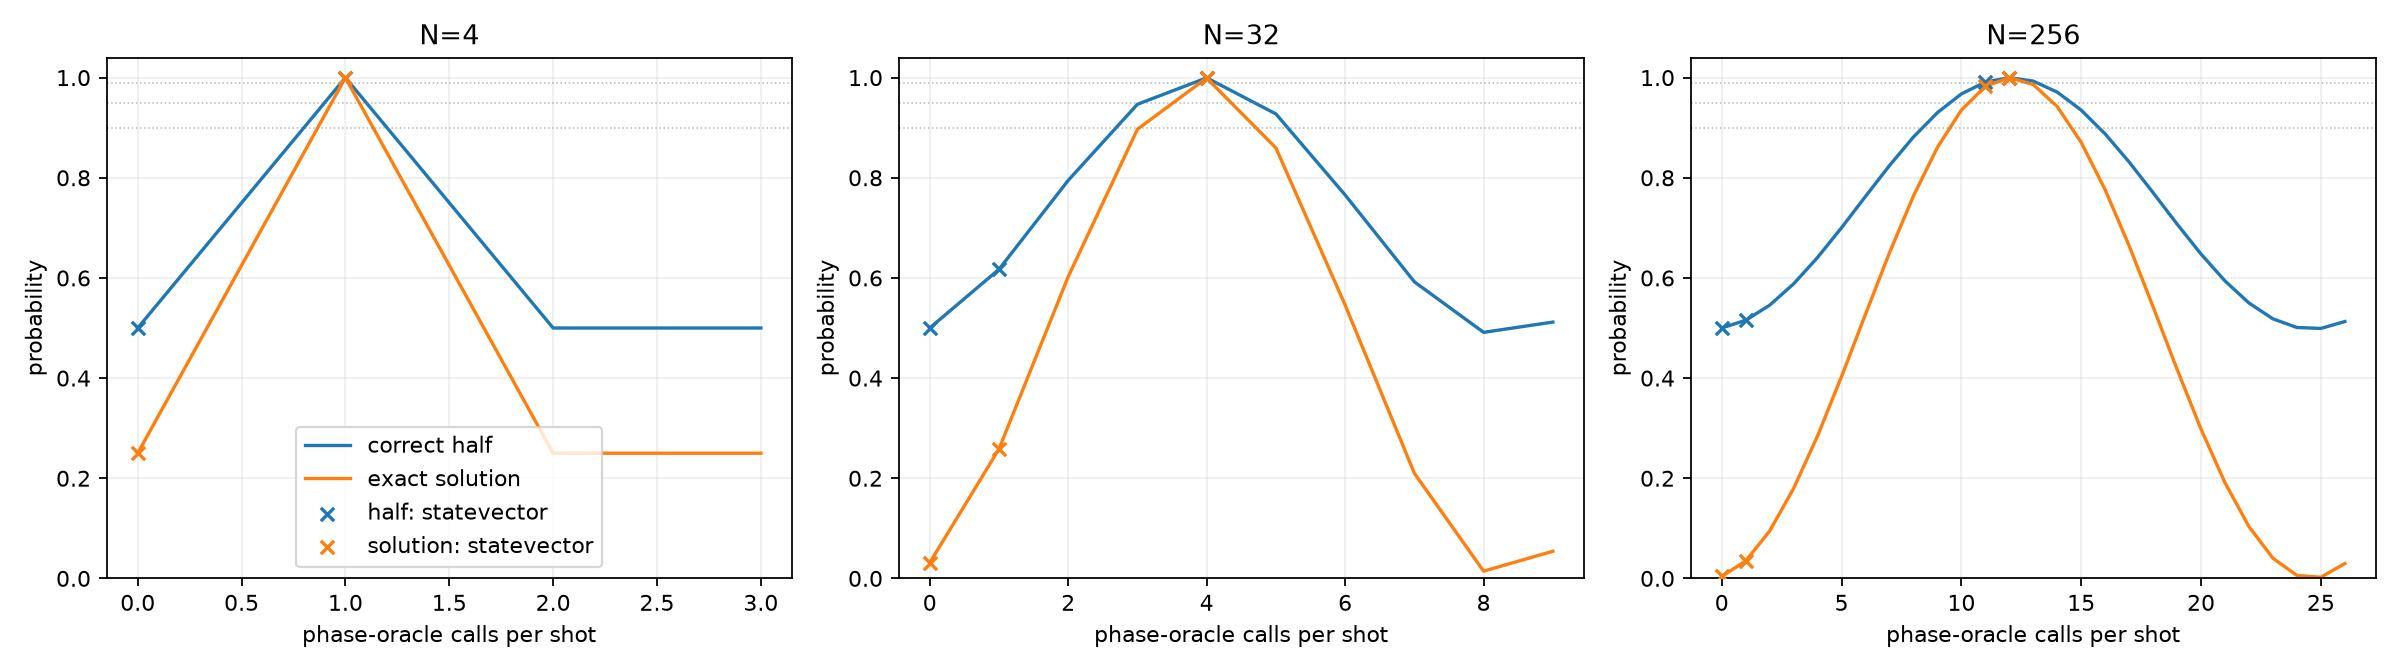 N=4
probability
1.0
0.8
0.6
0.4
0.2
0.0
correct half
exact solution
half: statevector
solution: statevector
0.0 0.5 1.0 1.5 2.0 2.5 3.0
phase-oracle calls per shot
N=32
probability
1.0
0.8
0.6
0.4
0.2
0.0
0 2 4 6 8
phase-oracle calls per shot
N=256
probability
1.0
0.8
0.6
0.4
0.2
0.0
0 5 10 15 20 25
phase-oracle calls per shot